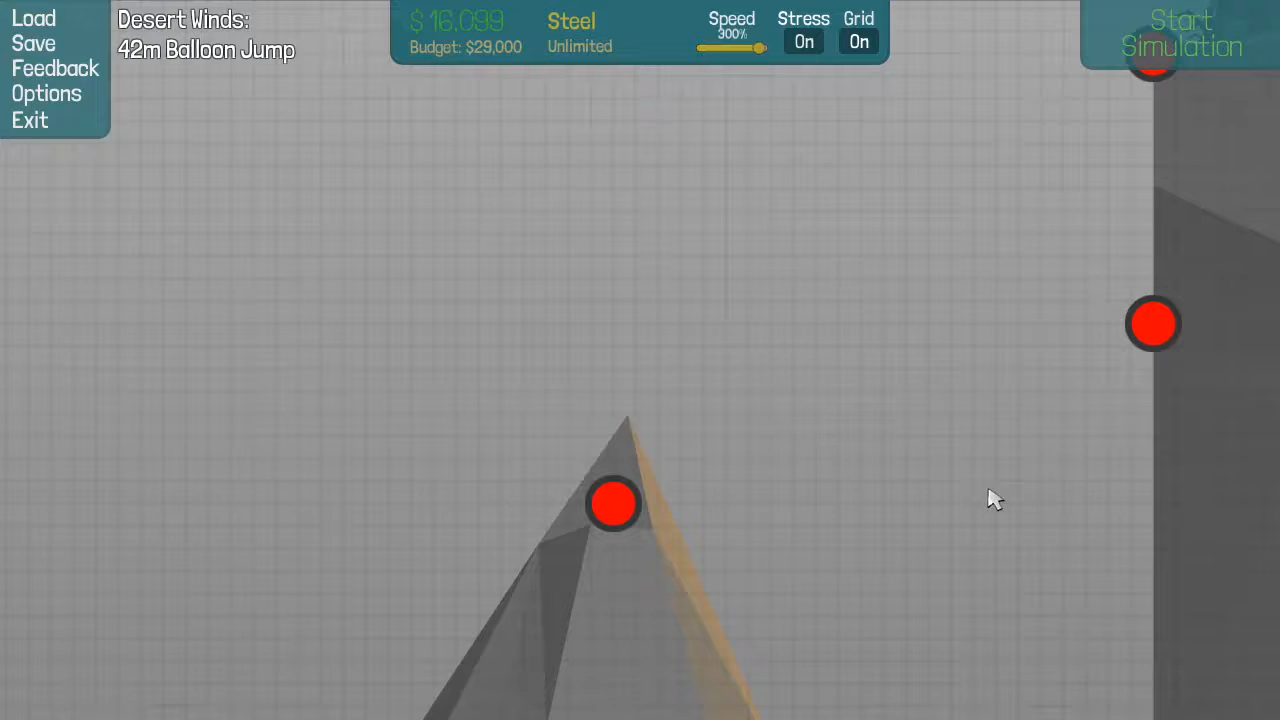 Load
Save
Feedback
Options
Exit
Desert Winds:
42m Balloon Jump
$ 16,099
Budget: $29,000
Steel
Unlimited
Speed
300%
Stress
On
Grid
On
Start
Simulation